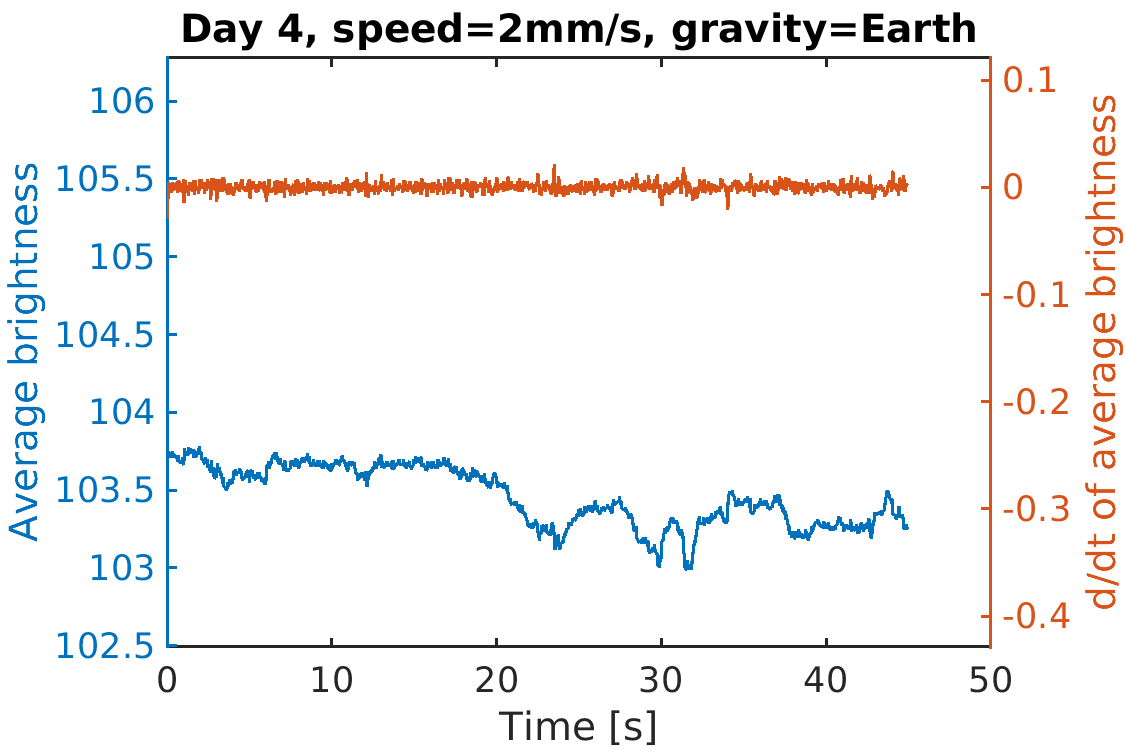 Day 4, speed=2mm/s, gravity=Earth
Average brightness
106
105.5
105
104.5
104
103.5
103
102.5
0.1
0
-0.1
-0.2
-0.3
-0.4
d/dt of average brightness
0 10 20 30 40 50
Time [s]